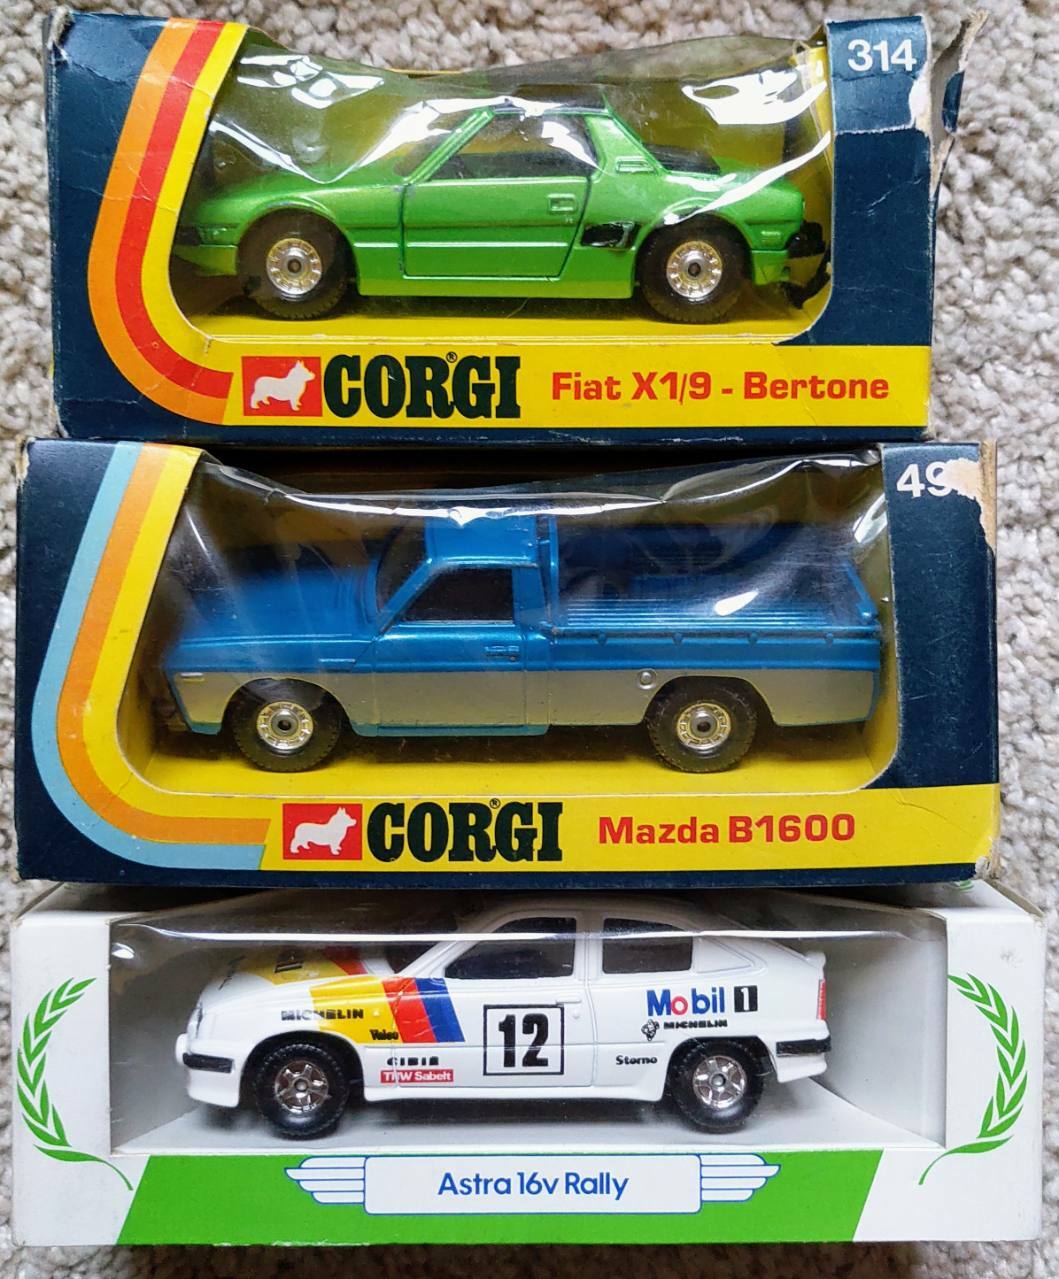 314
CORGI®
Fiat X1/9 - Bertone
49
CORGI®
Mazda B1600
MICHELIN
Valeo
CIBIE
TRW Sabelt
12
Mobil 1
MICHELIN
Storno
Astra 16v Rally